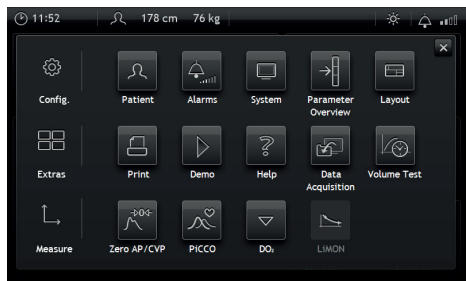 11:52 178 cm 76 kg
Config. Patient Alarms System Parameter Overview Layout
Extras Print Demo Help Data Acquisition Volume Test
Measure Zero AP/CVP PiCCO DO₂ LiMON